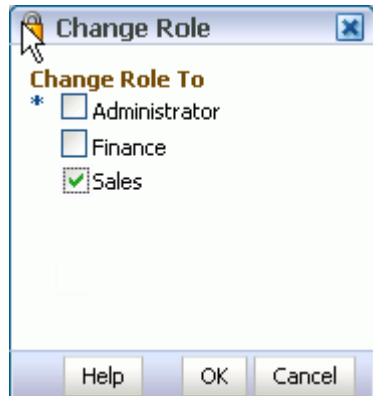 Change Role
Change Role To
* Administrator
Finance
Sales
Help OK Cancel